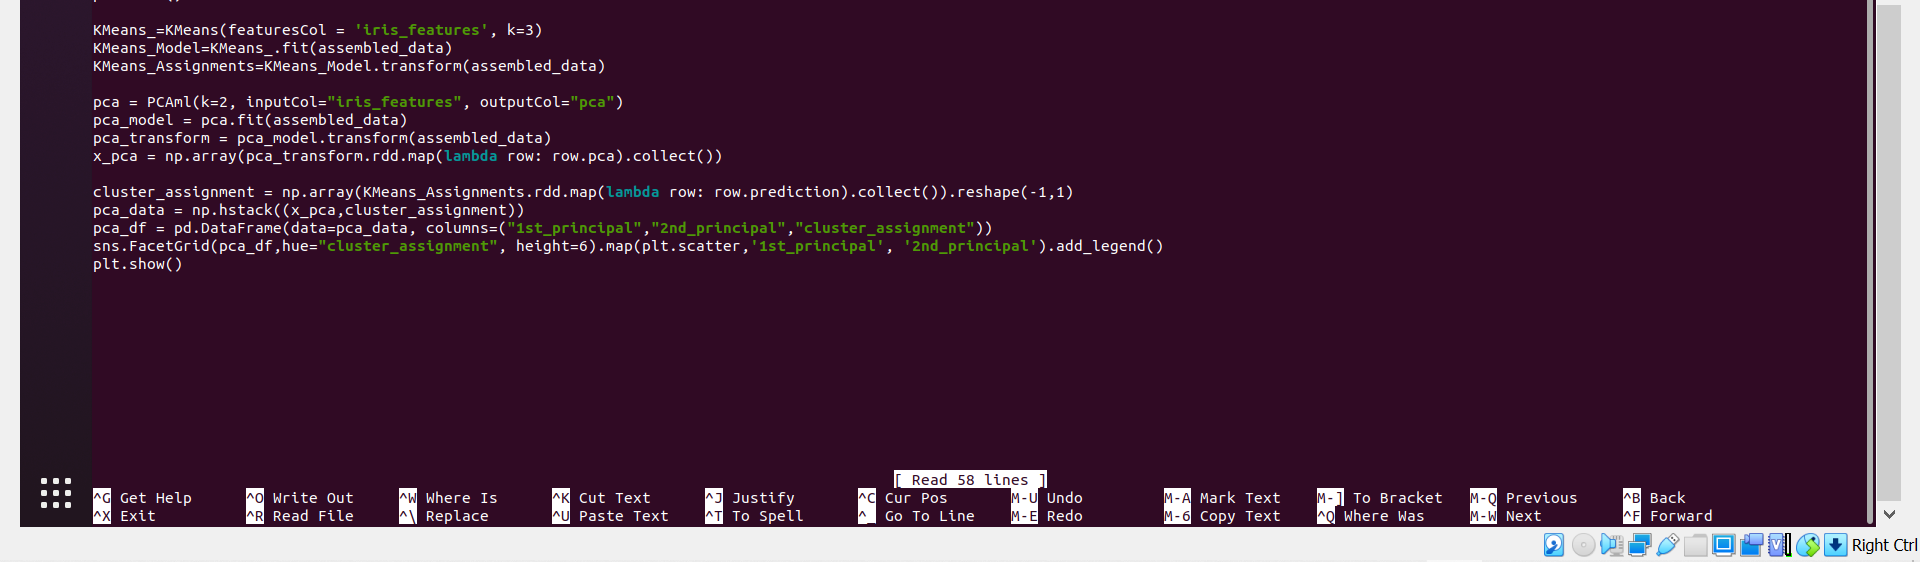 KMeans_=KMeans(featuresCol = 'iris_features', k=3)
KMeans_Model=KMeans_.fit(assembled_data)
KMeans_Assignments=KMeans_Model.transform(assembled_data)
pca = PCAml(k=2, inputCol="iris_features", outputCol="pca")
pca_model = pca.fit(assembled_data)
pca_transform = pca_model.transform(assembled_data)
x_pca = np.array(pca_transform.rdd.map(lambda row: row.pca).collect())
cluster_assignment = np.array(KMeans_Assignments.rdd.map(lambda row: row.prediction).collect()).reshape(-1,1)
pca_data = np.hstack((x_pca,cluster_assignment))
pca_df = pd.DataFrame(data=pca_data, columns=("1st_principal","2nd_principal","cluster_assignment"))
sns.FacetGrid(pca_df,hue="cluster_assignment", height=6).map(plt.scatter,'1st_principal', '2nd_principal').add_legend()
plt.show()
[ Read 58 lines ]
^G Get Help ^O Write Out ^W Where Is ^K Cut Text ^J Justify ^C Cur Pos M-U Undo M-A Mark Text M-] To Bracket M-Q Previous ^B Back
^X Exit ^R Read File ^\ Replace ^U Paste Text ^T To Spell ^_ Go To Line M-E Redo M-6 Copy Text ^Q Where Was M-W Next ^F Forward
Right Ctrl